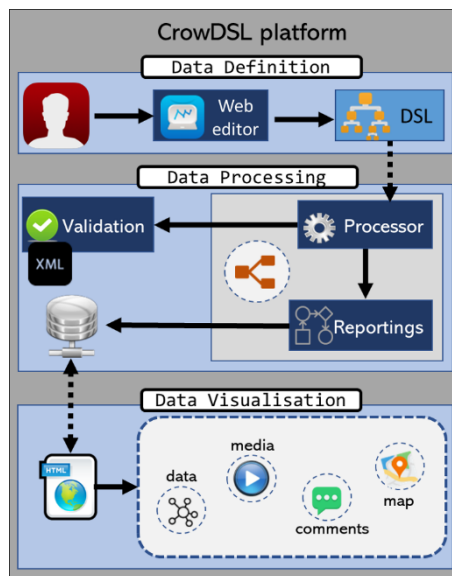 CrowDSL platform
Data Definition
Web
editor
DSL
Data Processing
Validation
XML
Processor
Reportings
Data Visualisation
HTML
media
data
map
comments